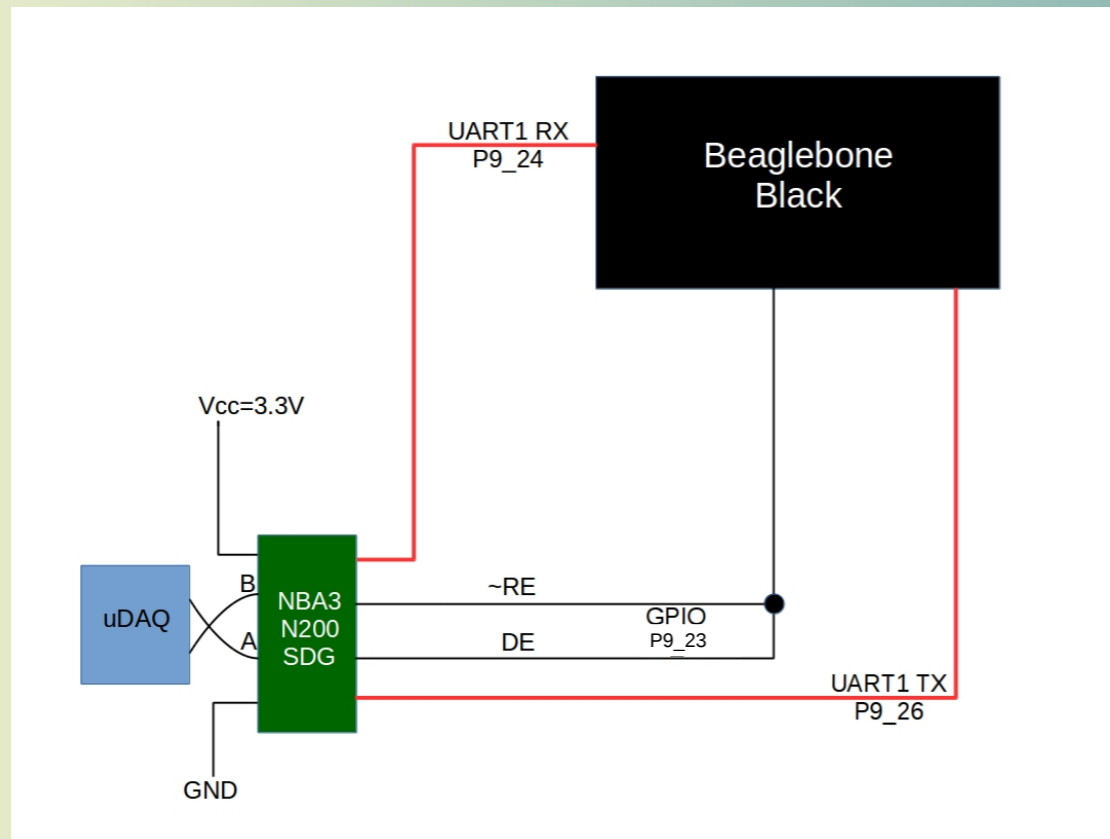 UART1 RX
P9_24
Beaglebone
Black
Vcc=3.3V
B
A
uDAQ
NBA3
N200
SDG
~RE
GPIO
P9_23
DE
UART1 TX
P9_26
GND